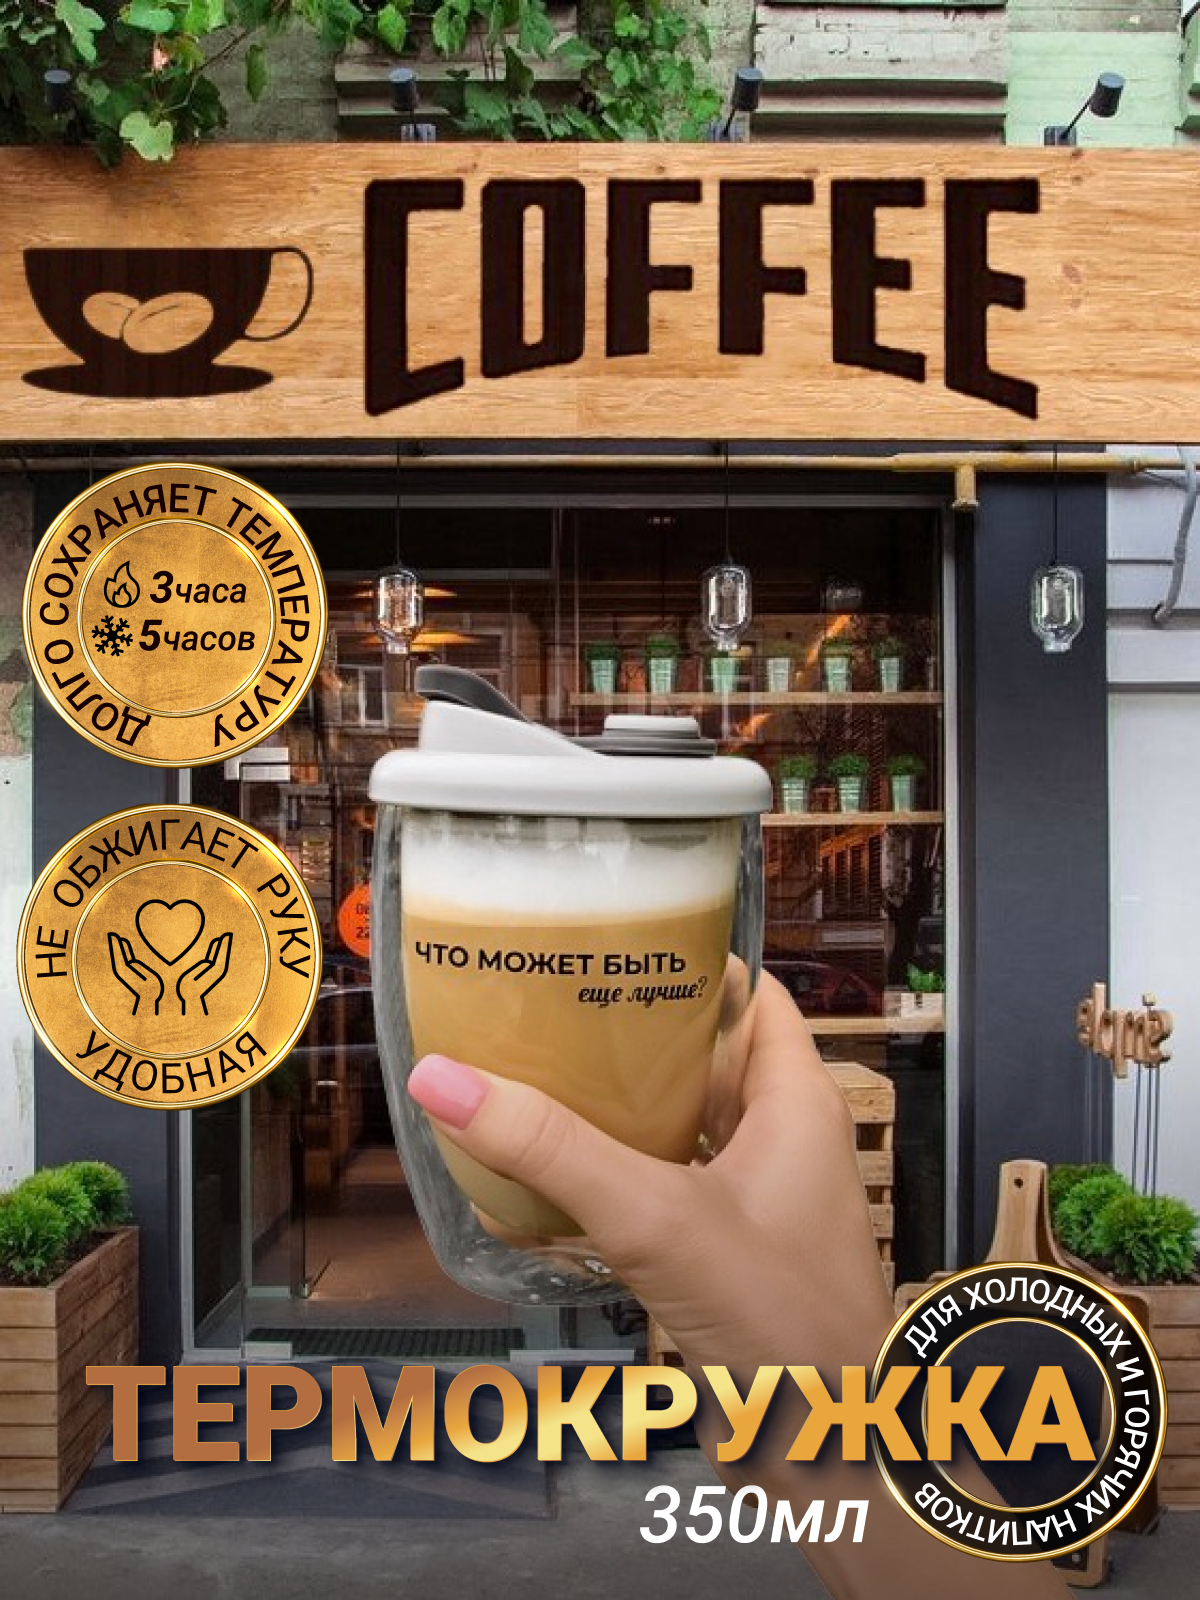 COFFEE
ДОЛГО СОХРАНЯЕТ ТЕМПЕРАТУРУ
3часа
5часов
НЕ ОБЖИГАЕТ РУКУ
УДОБНАЯ
ЧТО МОЖЕТ БЫТЬ
еще лучше?
ДЛЯ ХОЛОДНЫХ И ГОРЯЧИХ НАПИТКОВ
ТЕРМОКРУЖКА
350мл